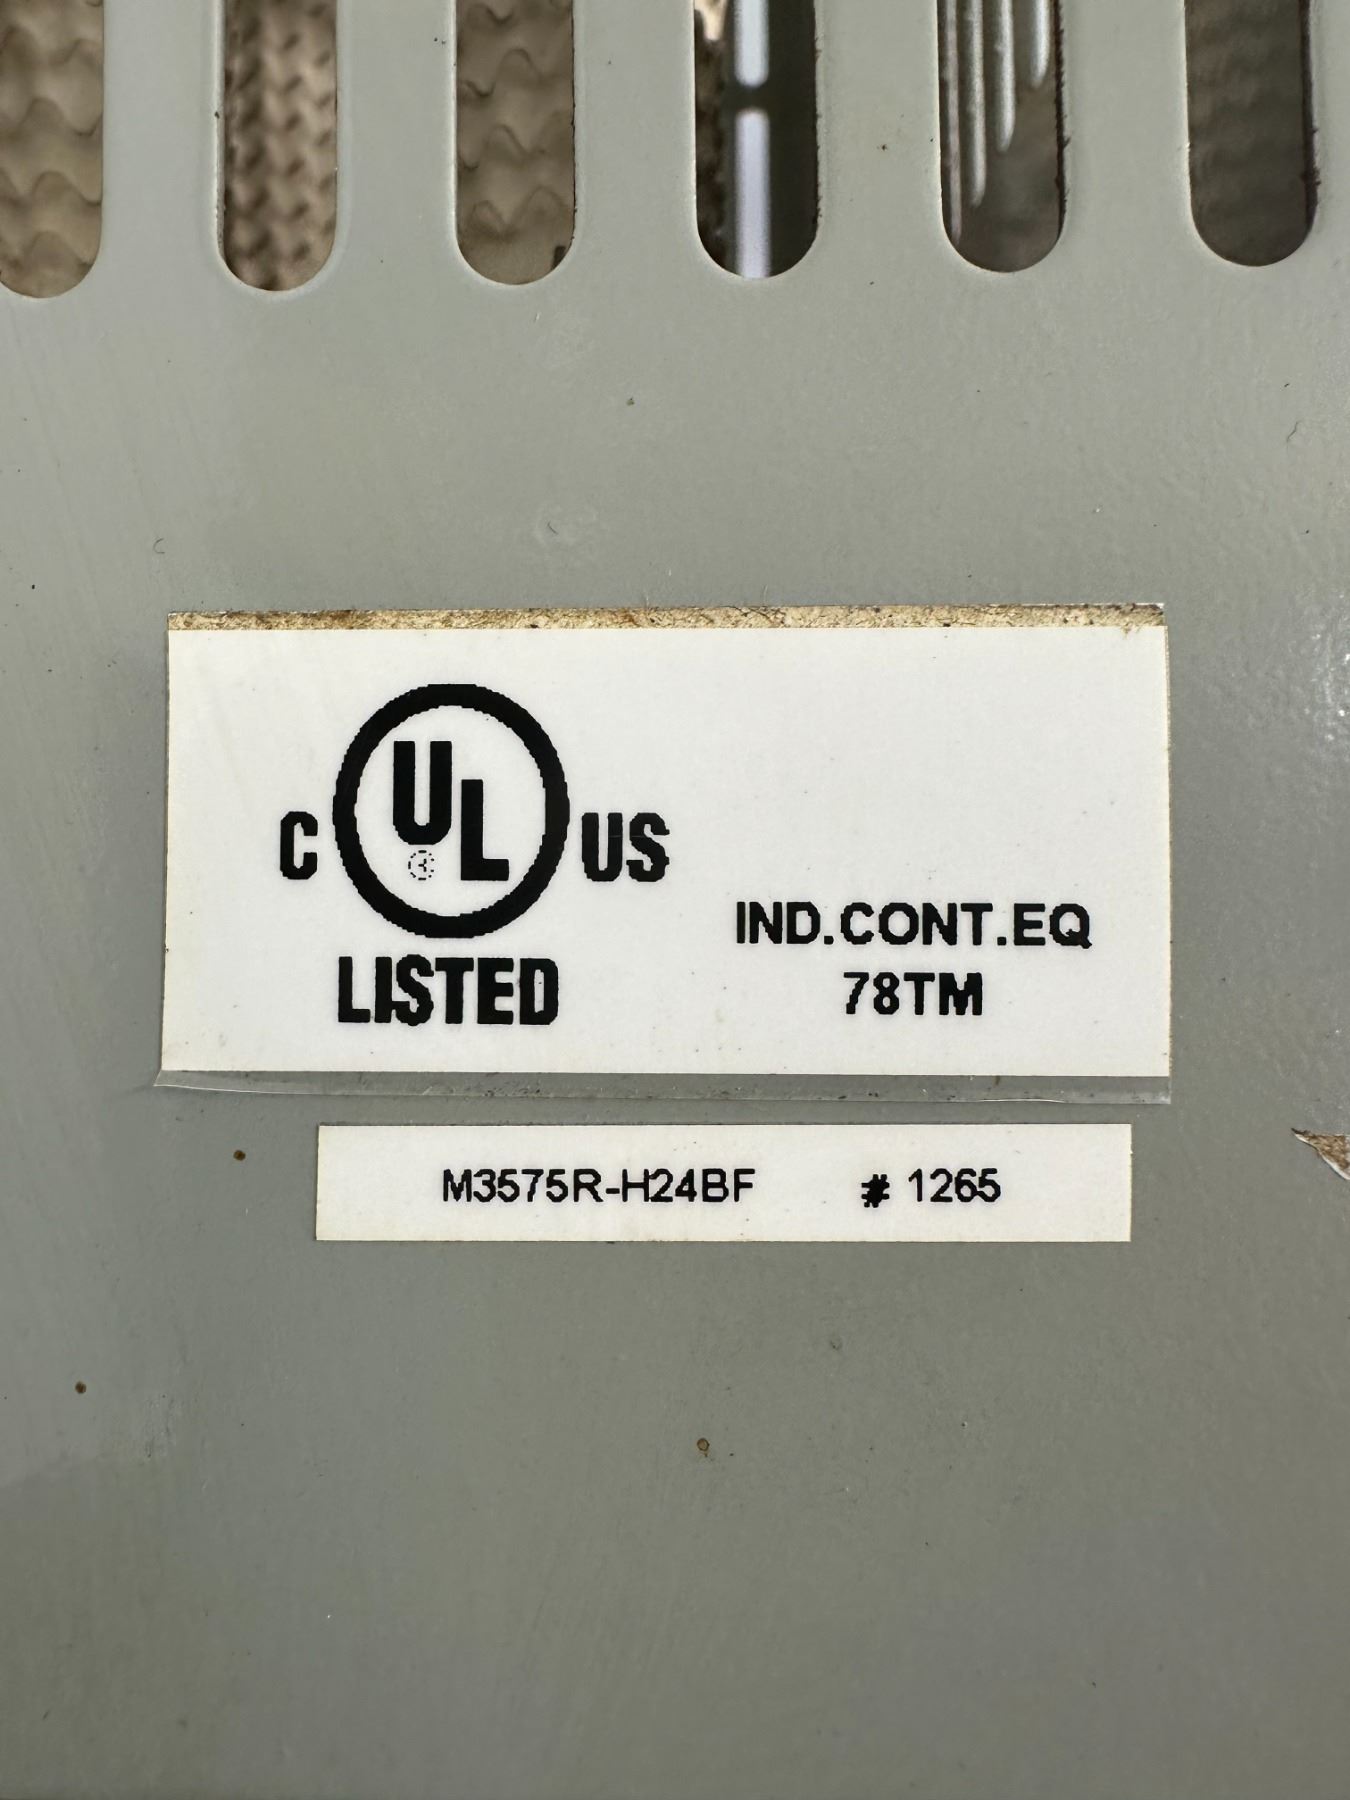 C UL US
LISTED
IND.CONT.EQ
78TM
M3575R-H24BF # 1265